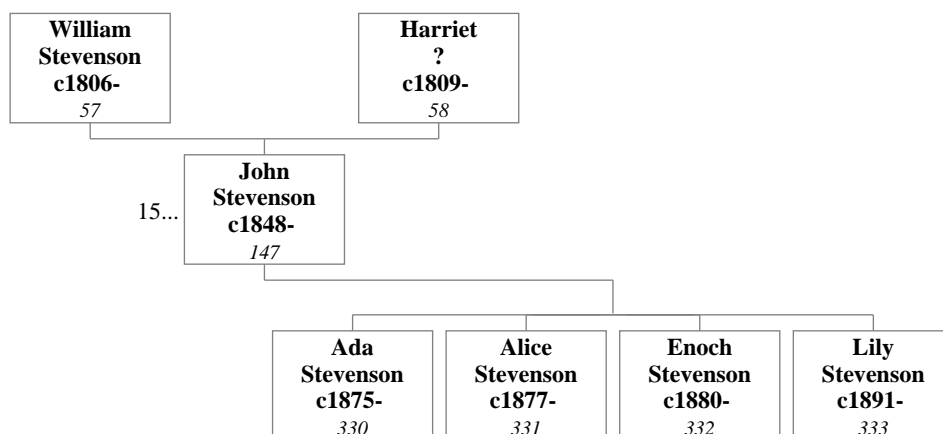 William
Stevenson
c1806-
57
Harriet
?
c1809-
58
15...
John
Stevenson
c1848-
147
Ada
Stevenson
c1875-
330
Alice
Stevenson
c1877-
331
Enoch
Stevenson
c1880-
332
Lily
Stevenson
c1891-
333